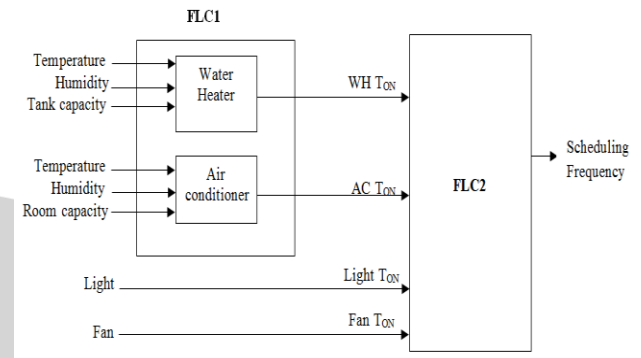 FLC1
Temperature
Humidity
Tank capacity
Water
Heater
WH TON
Temperature
Humidity
Room capacity
Air
conditioner
AC TON
FLC2
Scheduling
Frequency
Light
Light TON
Fan
Fan TON